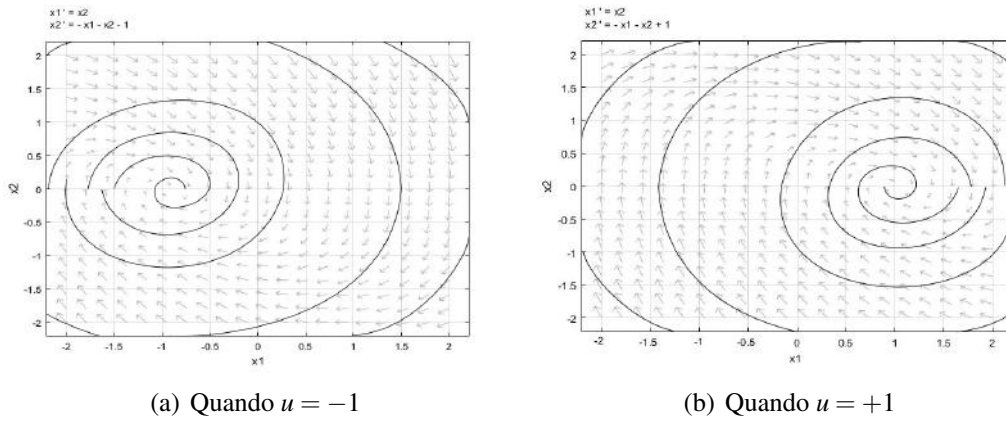 x1' = x2
x2' = - x1 - x2 - 1
2
1.5
1
0.5
0
-0.5
-1
-1.5
-2
x2
-2 -1.5 -1 -0.5 0 0.5 1 1.5 2
x1
(a) Quando u = −1
x1' = x2
x2' = - x1 - x2 + 1
2
1.5
1
0.5
0
-0.5
-1
-1.5
-2
x2
-2 -1.5 -1 -0.5 0 0.5 1 1.5 2
x1
(b) Quando u = +1